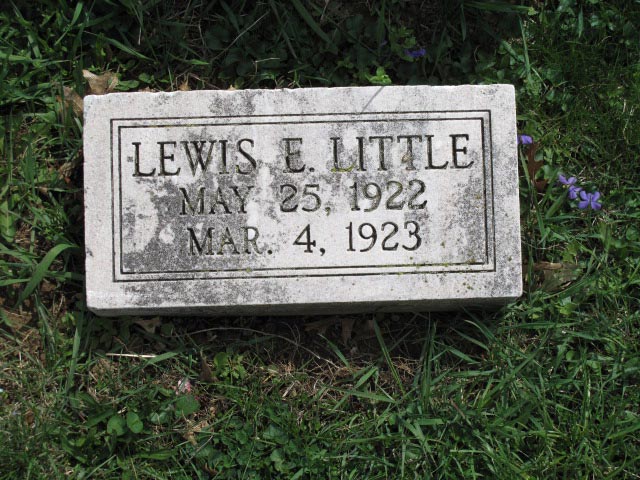 LEWIS E. LITTLE
MAY 25, 1922
MAR. 4, 1923